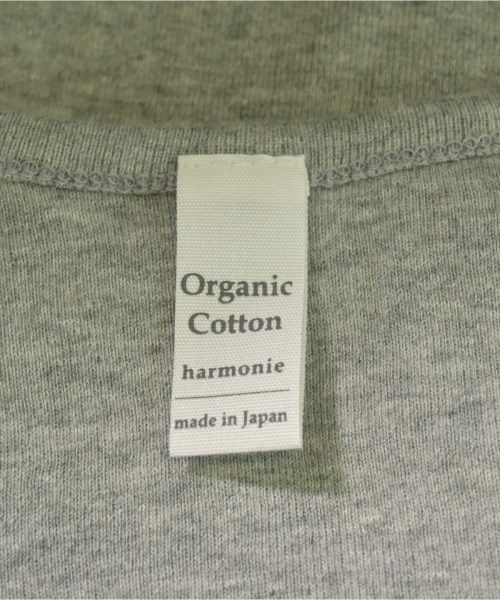 Organic
Cotton
harmonie
made in Japan